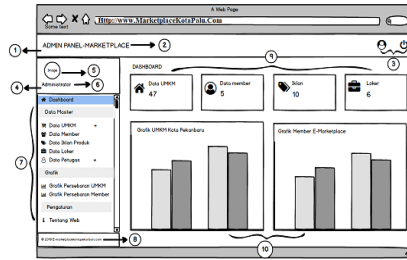 A Web Page
Http://www.MarketplaceKotaPalu.Com
Some text
1
ADMIN PANEL-MARKETPLACE
2
3
Image
5
4
Administrator
6
DASHBOARD
9
Data UMKM
47
Data member
5
Iklan
10
Loker
6
7
Dashboard
Data Master
Data UMKM
Data Member
Data Iklan Produk
Data Loker
Data Petugas
Grafik
Grafik Persebaran UMKM
Grafik Persebaran Member
Pengaturan
Tentang Web
Grafik UMKM Kota Pekanbaru
Grafik Member E-Marketplace
8
10